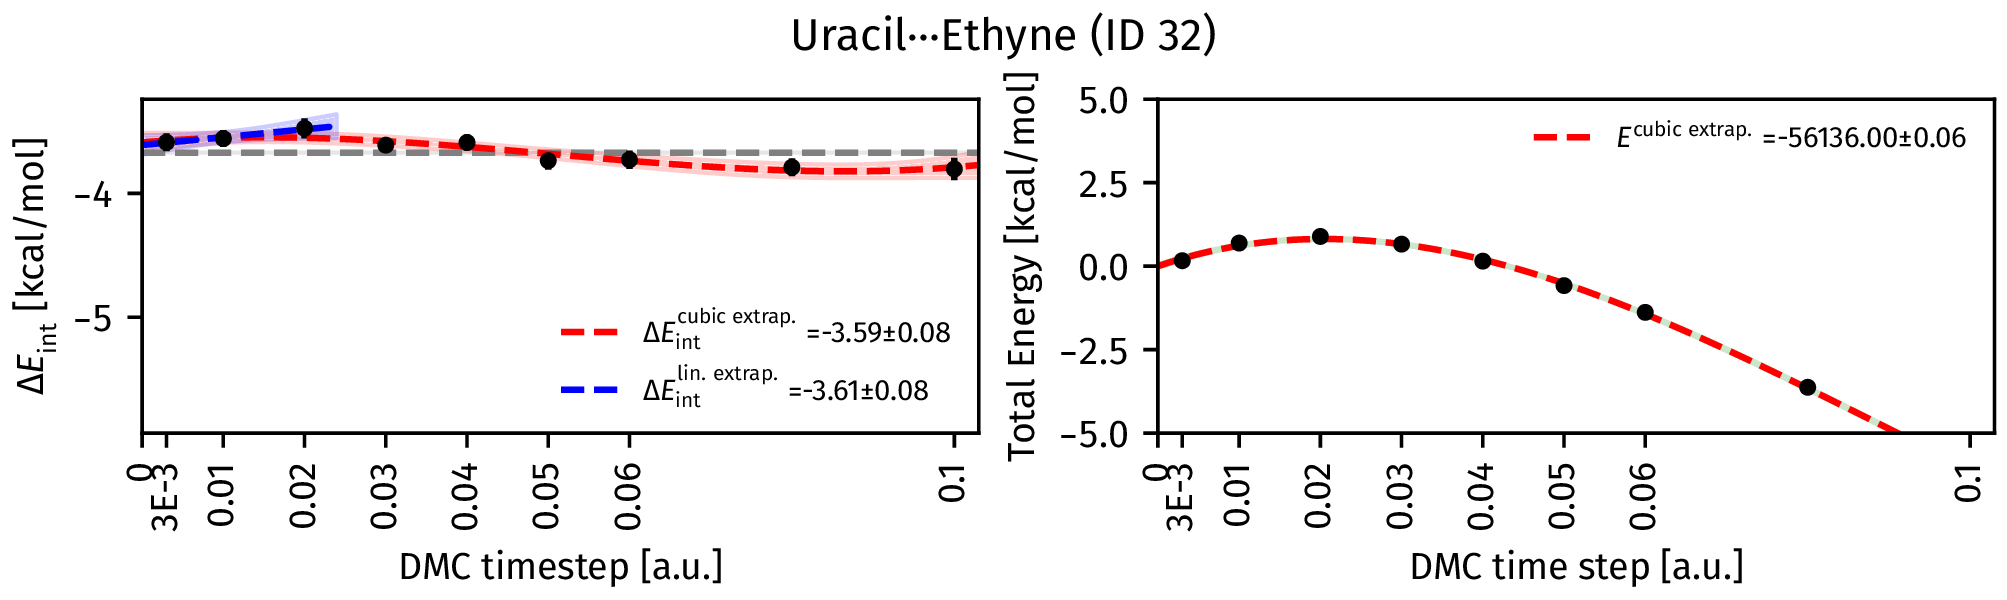 Uracil···Ethyne (ID 32)
ΔE_int [kcal/mol]
−4
−5
ΔE_int^cubic extrap. =-3.59±0.08
ΔE_int^lin. extrap. =-3.61±0.08
0
3E-3
0.01
0.02
0.03
0.04
0.05
0.06
0.1
DMC timestep [a.u.]
Total Energy [kcal/mol]
5.0
2.5
0.0
−2.5
−5.0
E^cubic extrap. =-56136.00±0.06
0
3E-3
0.01
0.02
0.03
0.04
0.05
0.06
0.1
DMC time step [a.u.]